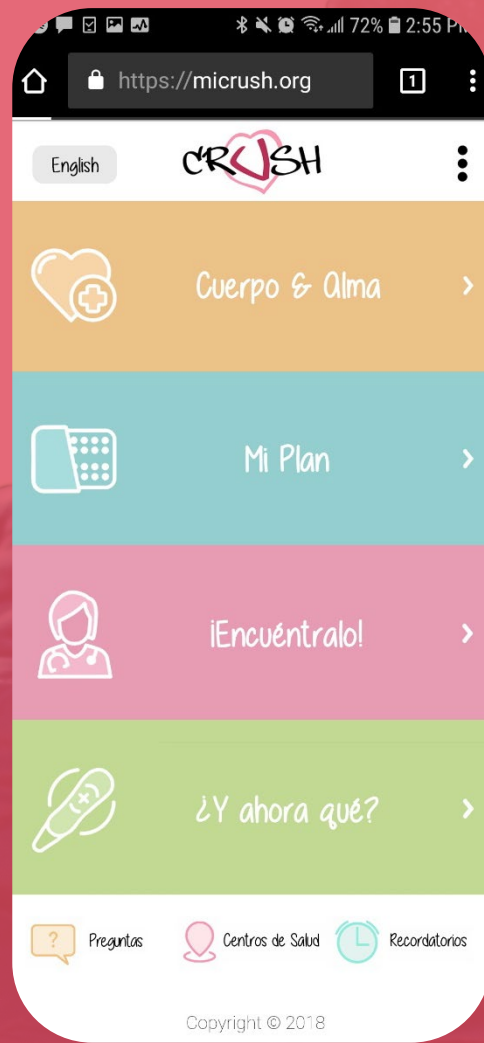 72% 2:55 PM
https://micrush.org 1
English CRUSH
Cuerpo & Alma
Mi Plan
¡Encuéntralo!
¿Y ahora qué?
? Preguntas Centros de Salud Recordatorios
Copyright © 2018